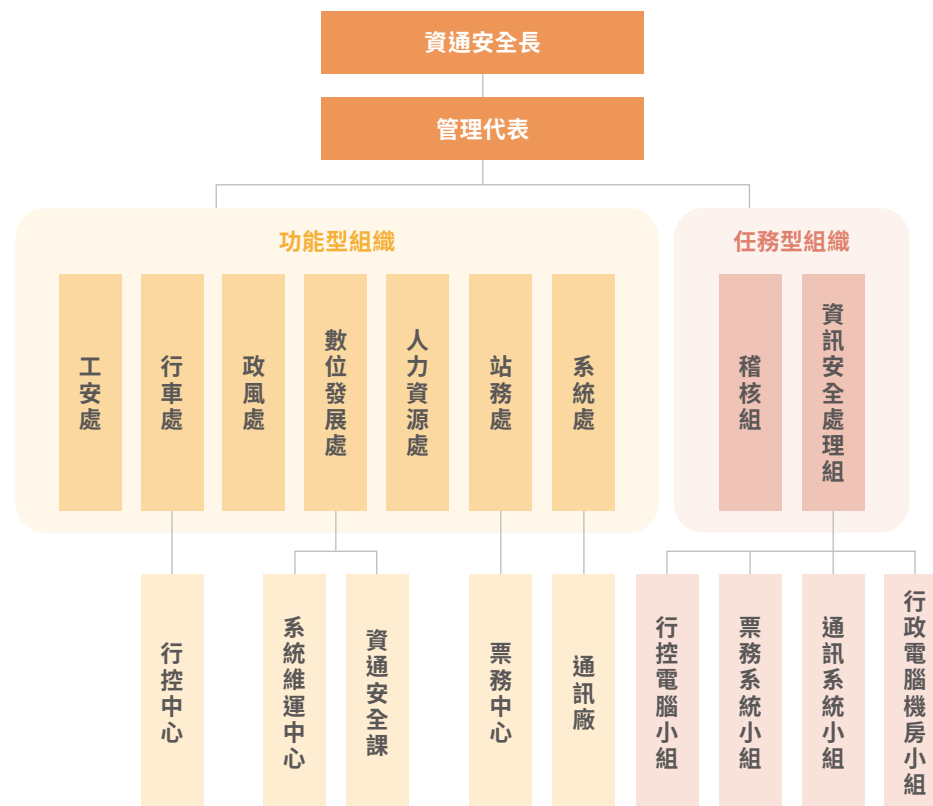 資通安全長
管理代表
功能型組織
任務型組織
工安處
行車處
政風處
數位發展處
人力資源處
站務處
系統處
稽核組
資訊安全處理組
行控中心
系統維運中心
資通安全課
票務中心
通訊廠
行控電腦小組
票務系統小組
通訊系統小組
行政電腦機房小組